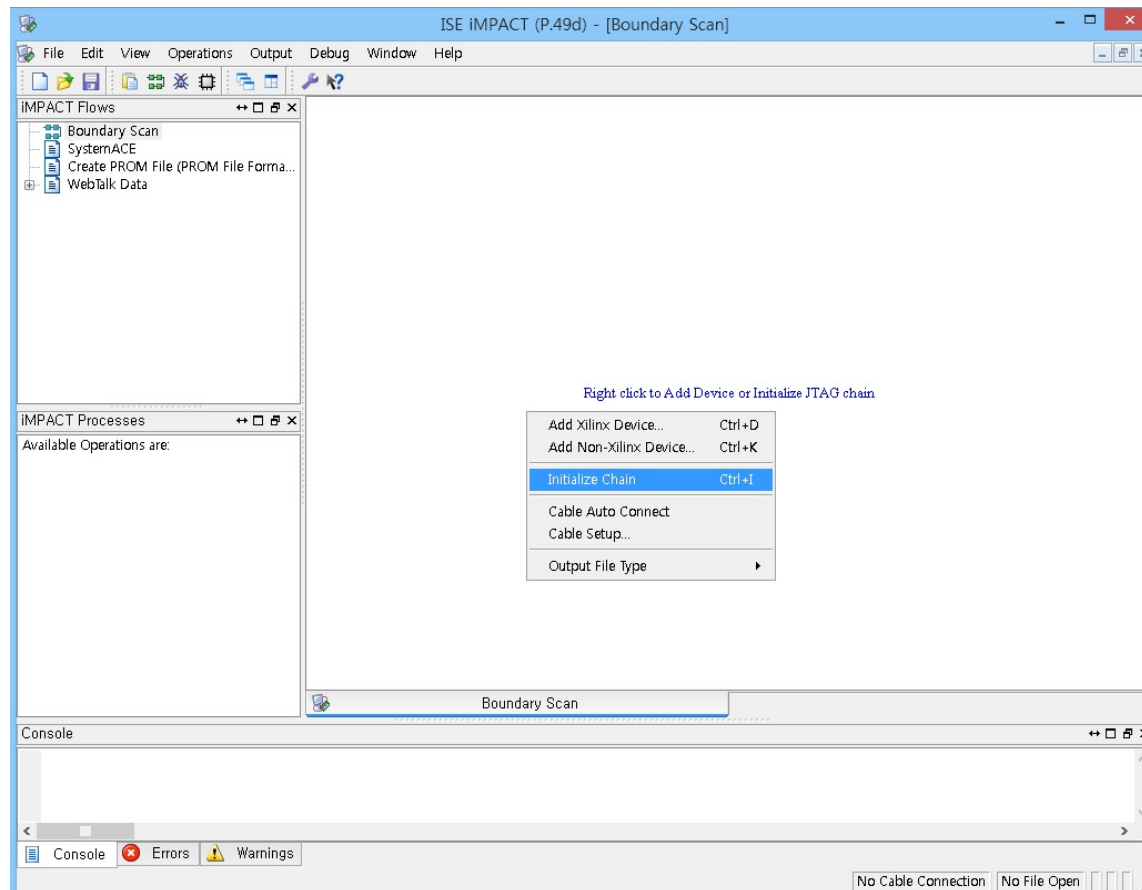 ISE iMPACT (P.49d) - [Boundary Scan]
File Edit View Operations Output Debug Window Help
iMPACT Flows
Boundary Scan
SystemACE
Create PROM File (PROM File Forma...
WebTalk Data
iMPACT Processes
Available Operations are:
Right click to Add Device or Initialize JTAG chain
Add Xilinx Device... Ctrl+D
Add Non-Xilinx Device... Ctrl+K
Initialize Chain Ctrl+I
Cable Auto Connect
Cable Setup...
Output File Type
Boundary Scan
Console
Console Errors Warnings
No Cable Connection No File Open